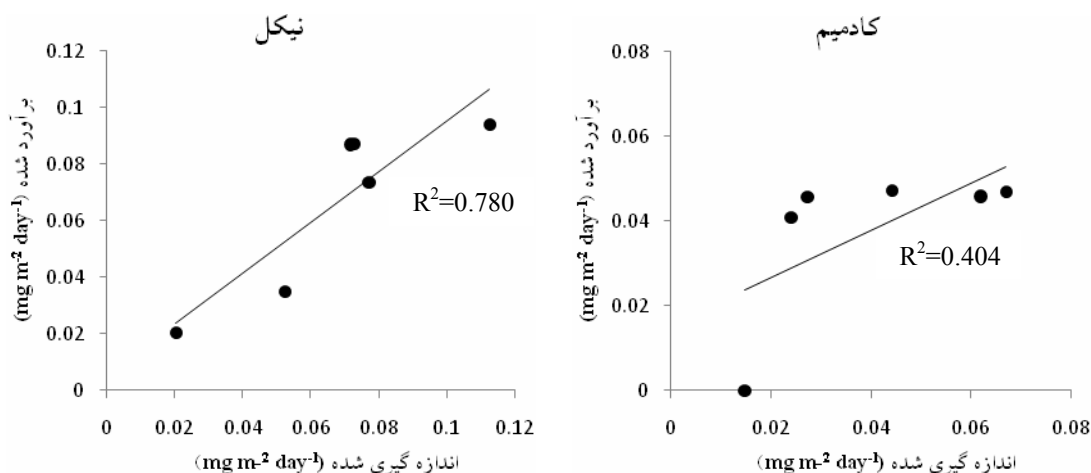 نیکل
0.12
0.1
0.08
0.06
0.04
0.02
0
0 0.02 0.04 0.06 0.08 0.1 0.12
برآورد شده (mg m-² day-¹)
اندازه گیری شده (mg m-² day-¹)
R²=0.780
کادمیم
0.08
0.06
0.04
0.02
0
0 0.02 0.04 0.06 0.08
برآورد شده (mg m-² day-¹)
اندازه گیری شده (mg m-² day-¹)
R²=0.404